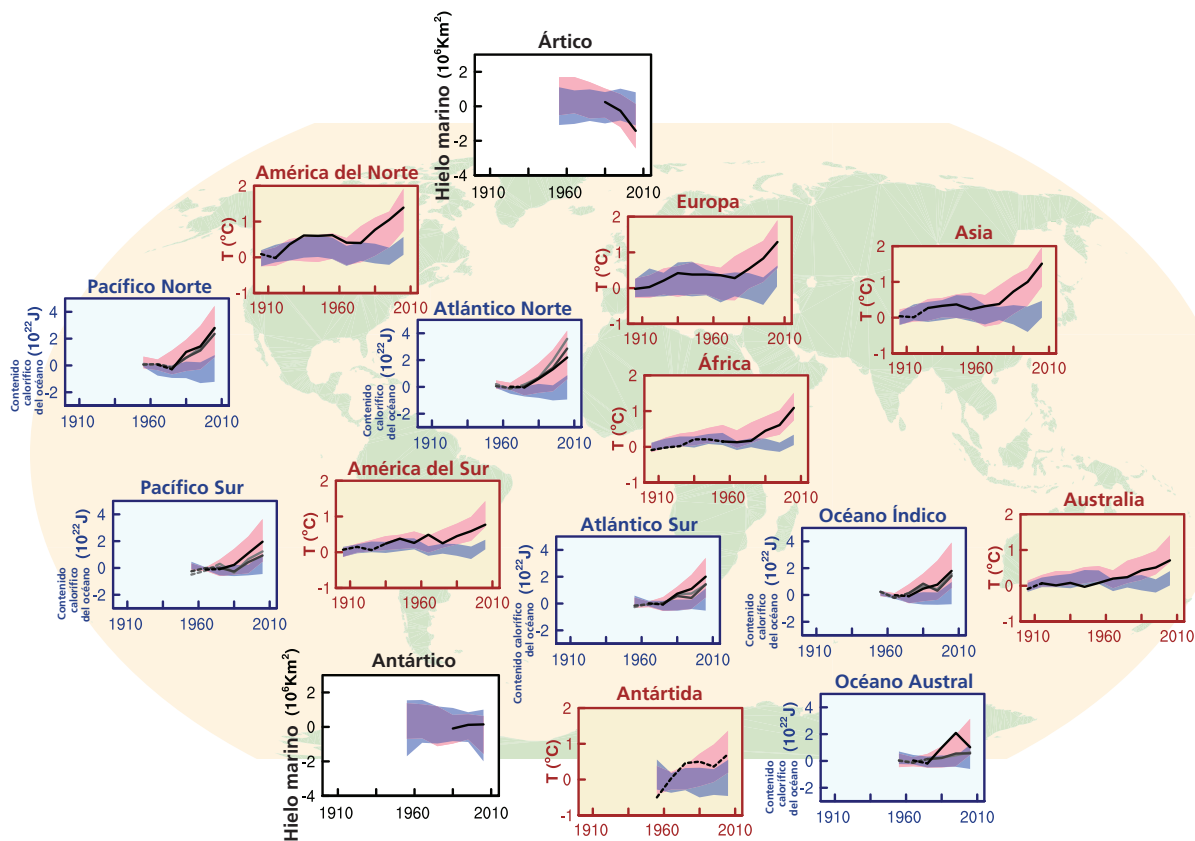 Ártico
Hielo marino (10⁶Km²)
2
0
-2
-4
1910 1960 2010
América del Norte
T (°C)
2
1
0
-1
1910 1960 2010
Europa
T (°C)
2
1
0
-1
1910 1960 2010
Asia
T (°C)
2
1
0
-1
1910 1960 2010
Pacífico Norte
Contenido
calorífico
del océano
(10²²J)
4
2
0
-2
1910 1960 2010
Atlántico Norte
Contenido
calorífico
del océano
(10²²J)
4
2
0
-2
1910 1960 2010
África
T (°C)
2
1
0
-1
1910 1960 2010
Pacífico Sur
Contenido
calorífico
del océano
(10²²J)
4
2
0
-2
1910 1960 2010
América del Sur
T (°C)
2
1
0
-1
1910 1960 2010
Atlántico Sur
Contenido calorífico
del océano
(10²²J)
4
2
0
-2
1910 1960 2010
Océano Índico
Contenido
calorífico
del océano
(10²²J)
4
2
0
-2
1910 1960 2010
Australia
T (°C)
2
1
0
-1
1910 1960 2010
Antártico
Hielo marino (10⁶Km²)
2
0
-2
-4
1910 1960 2010
Antártida
T (°C)
2
1
0
-1
1910 1960 2010
Océano Austral
Contenido
calorífico
del océano
(10²²J)
4
2
0
-2
1910 1960 2010